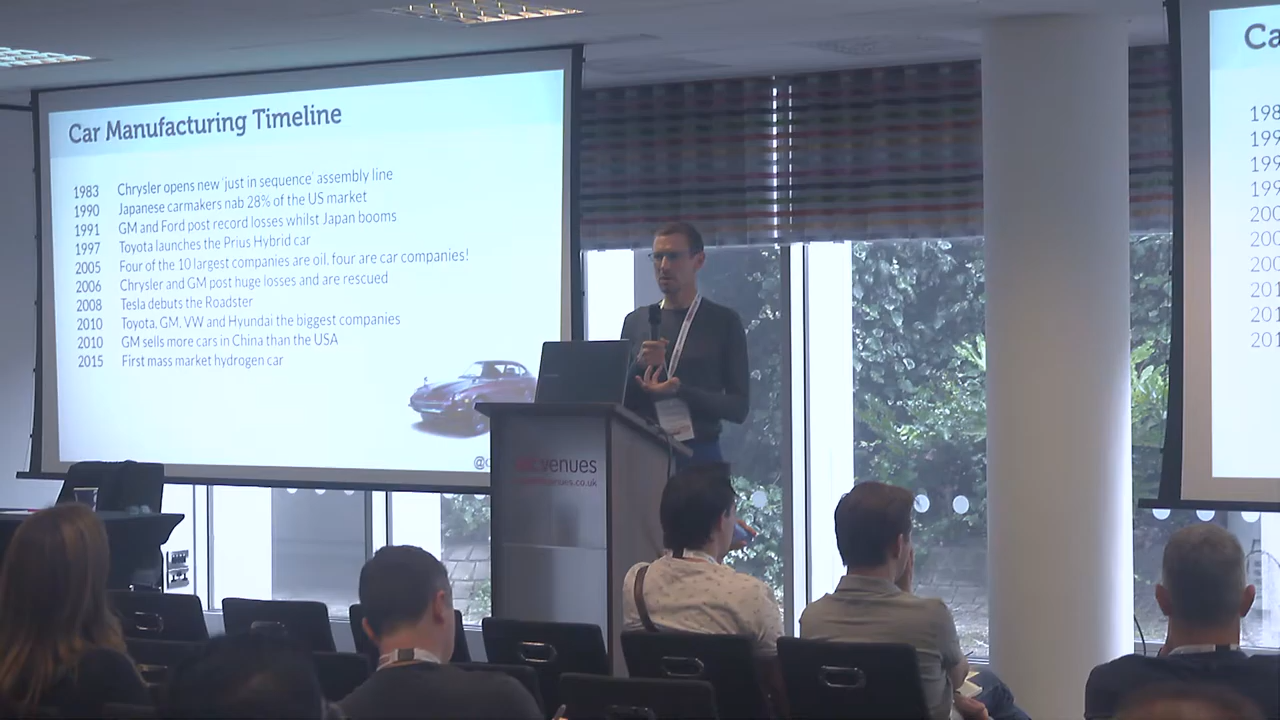 Car Manufacturing Timeline
1983 Chrysler opens new 'just in sequence' assembly line
1990 Japanese carmakers nab 28% of the US market
1991 GM and Ford post record losses whilst Japan booms
1997 Toyota launches the Prius Hybrid car
2005 Four of the 10 largest companies are oil, four are car companies!
2006 Chrysler and GM post huge losses and are rescued
2008 Tesla debuts the Roadster
2010 Toyota, GM, VW and Hyundai the biggest companies
2010 GM sells more cars in China than the USA
2015 First mass market hydrogen car
venues
Ca
198
199
199
199
200
200
200
201
201
201